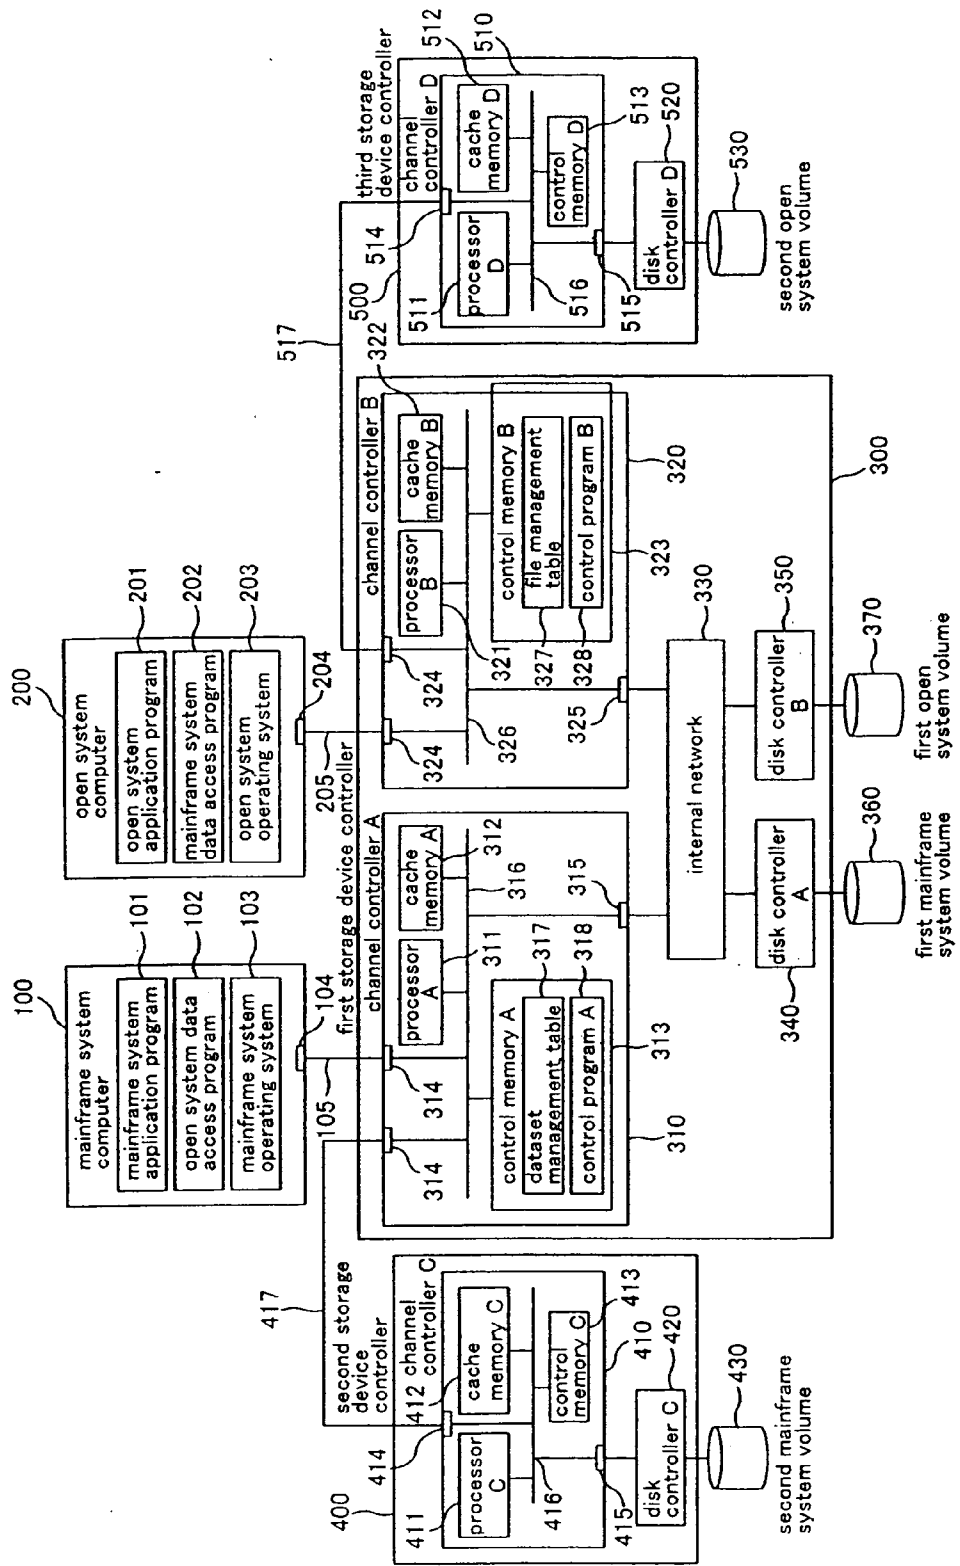 100
mainframe system
computer
mainframe system
application program
101
open system data
access program
102
mainframe system
operating system
103
104
105
200
open system
computer
open system
application program
201
mainframe system
data access program
202
open system
operating system
203
204
205
417
517
second storage
device
controller
400
channel
controller C
414
411
processor
C
412
cache
memory C
416
control
memory C
413
410
415
disk
controller C
420
430
second mainframe
system volume
first storage device controller
channel controller A
314
314
processor
A
311
cache
memory A
312
316
control memory A
dataset
management table
317
control program A
318
313
310
315
channel controller B
324
324
processor
B
321
cache
memory B
322
326
control memory B
file management
table
327
control program B
328
323
320
325
internal network
330
disk controller
A
340
disk controller
B
350
360
first mainframe
system volume
370
first open
system volume
300
third storage
device controller
500
channel
controller D
514
511
processor
D
512
cache
memory D
510
516
control
memory D
513
515
disk
controller D
520
530
second open
system volume